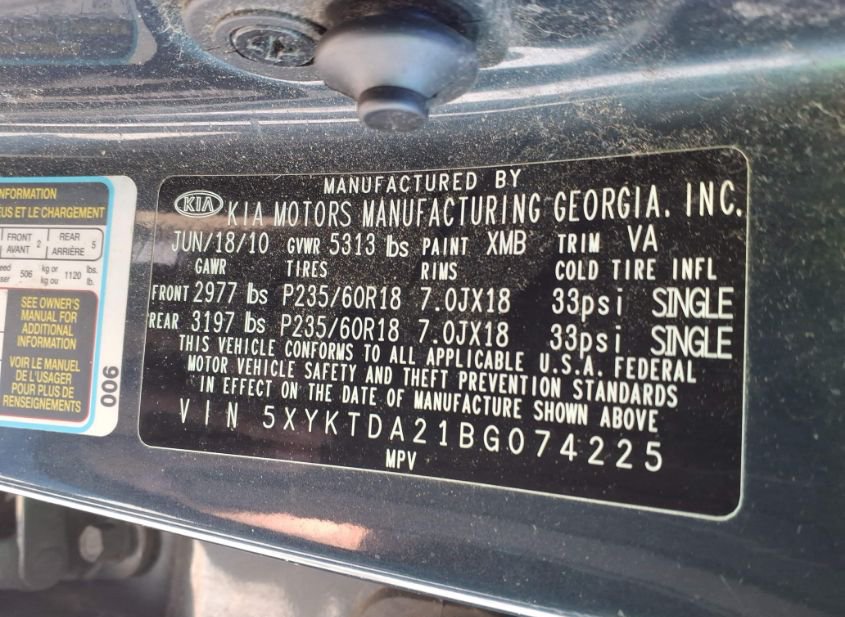 INFORMATION
EUS ET LE CHARGEMENT
FRONT AVANT 2 REAR ARRIÈRE 5
506 kg or ou 1120 lbs. lb.
SEE OWNER'S
MANUAL FOR
ADDITIONAL
INFORMATION
VOIR LE MANUEL
DE L'USAGER
POUR PLUS DE
RENSEIGNEMENTS
006
MANUFACTURED BY
KIA KIA MOTORS MANUFACTURING GEORGIA. INC.
JUN/18/10 GVWR 5313 lbs PAINT XMB TRIM VA
GAWR TIRES RIMS COLD TIRE INFL
FRONT 2977 lbs P235/60R18 7.0JX18 33psi SINGLE
REAR 3197 lbs P235/60R18 7.0JX18 33psi SINGLE
THIS VEHICLE CONFORMS TO ALL APPLICABLE U.S.A. FEDERAL
MOTOR VEHICLE SAFETY AND THEFT PREVENTION STANDARDS
IN EFFECT ON THE DATE OF MANUFACTURE SHOWN ABOVE
VIN 5XYKTDA21BG074225
MPV